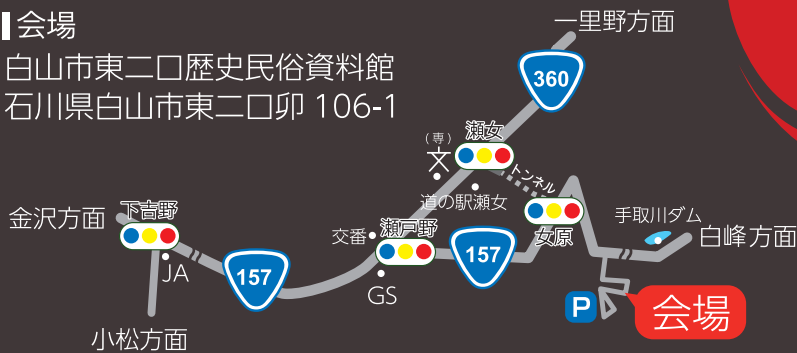 会場
白山市東二口歴史民俗資料館
石川県白山市東二口卯 106-1
一里野方面
360
(専)
文
瀬女
トンネル
道の駅瀬女
下吉野
金沢方面
交番
瀬戸野
女原
手取川ダム
白峰方面
JA
157
157
GS
P
会場
小松方面